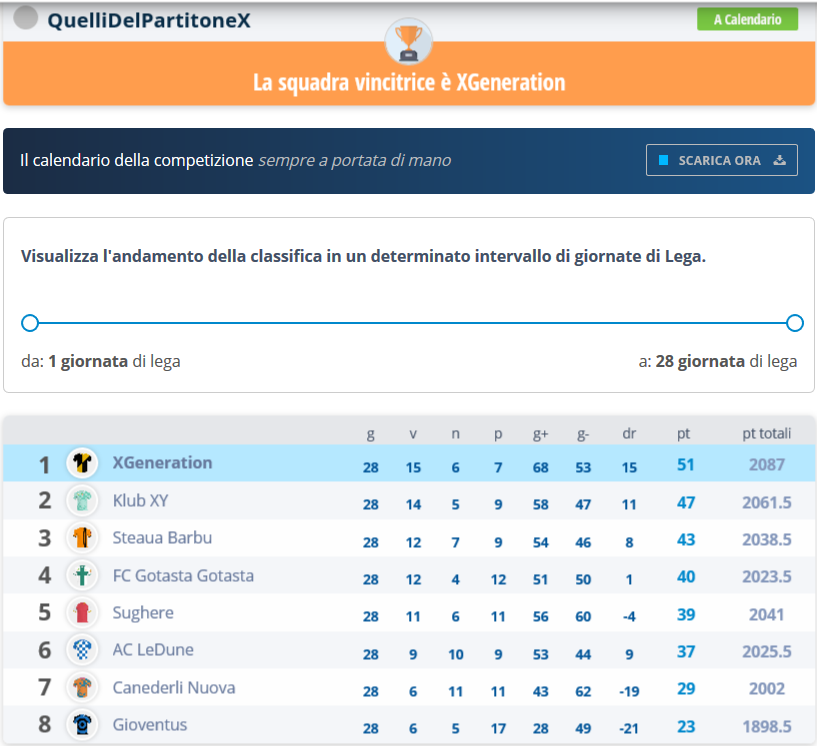 QuelliDelPartitoneX
A Calendario
La squadra vincitrice è XGeneration
Il calendario della competizione sempre a portata di mano
SCARICA ORA
Visualizza l'andamento della classifica in un determinato intervallo di giornate di Lega.
da: 1 giornata di lega
a: 28 giornata di lega
g v n p g+ g- dr pt pt totali
1 XGeneration 28 15 6 7 68 53 15 51 2087
2 Klub XY 28 14 5 9 58 47 11 47 2061.5
3 Steaua Barbu 28 12 7 9 54 46 8 43 2038.5
4 FC Gotasta Gotasta 28 12 4 12 51 50 1 40 2023.5
5 Sughere 28 11 6 11 56 60 -4 39 2041
6 AC LeDune 28 9 10 9 53 44 9 37 2025.5
7 Canederli Nuova 28 6 11 11 43 62 -19 29 2002
8 Gioventus 28 6 5 17 28 49 -21 23 1898.5